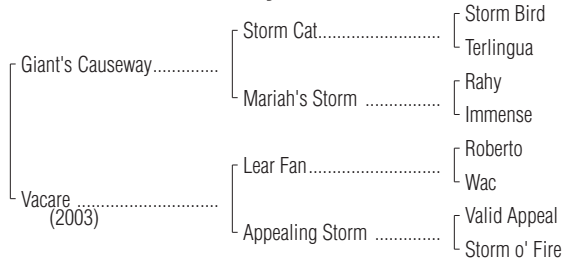 Storm Bird
Storm Cat.....................
Terlingua
Giant's Causeway.............
Rahy
Mariah's Storm ...............
Immense
Roberto
Lear Fan.......................
Wac
Vacare ............................
(2003)
Valid Appeal
Appealing Storm .............
Storm o' Fire